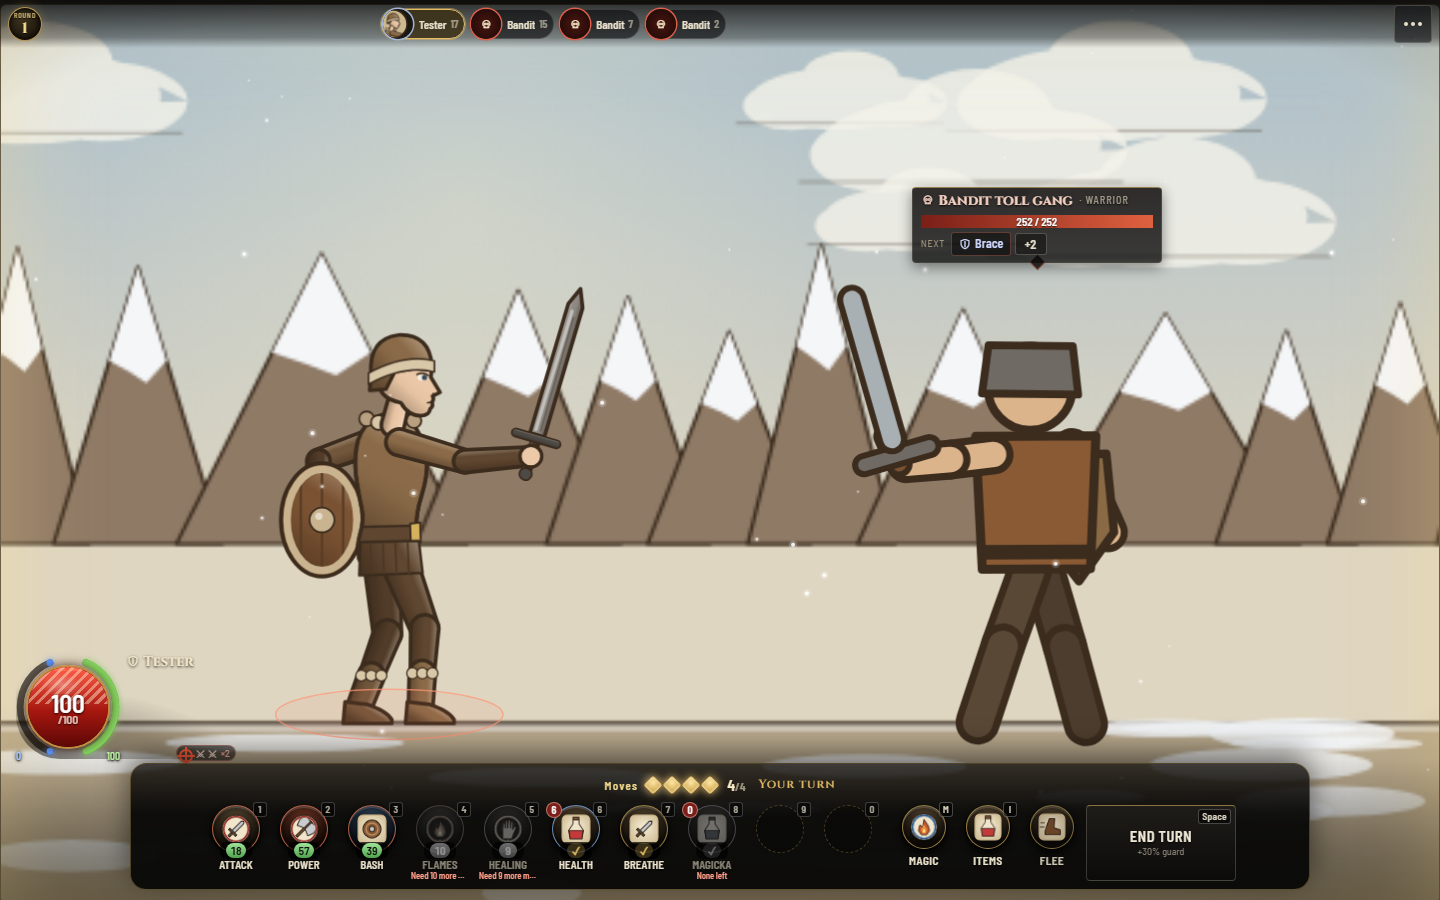 ROUND
1
Tester 17
Bandit 15
Bandit 7
Bandit 2
BANDIT TOLL GANG · WARRIOR
252 / 252
NEXT Brace +2
TESTER
100
/100
0
100
×2
Moves 4/4 YOUR TURN
1
18
ATTACK
2
57
POWER
3
39
BASH
4
10
FLAMES
Need 10 more ...
5
9
HEALING
Need 9 more m...
6
6
HEALTH
7
BREATHE
0
8
MAGICKA
None left
9
0
M
MAGIC
I
ITEMS
FLEE
Space
END TURN
+30% guard